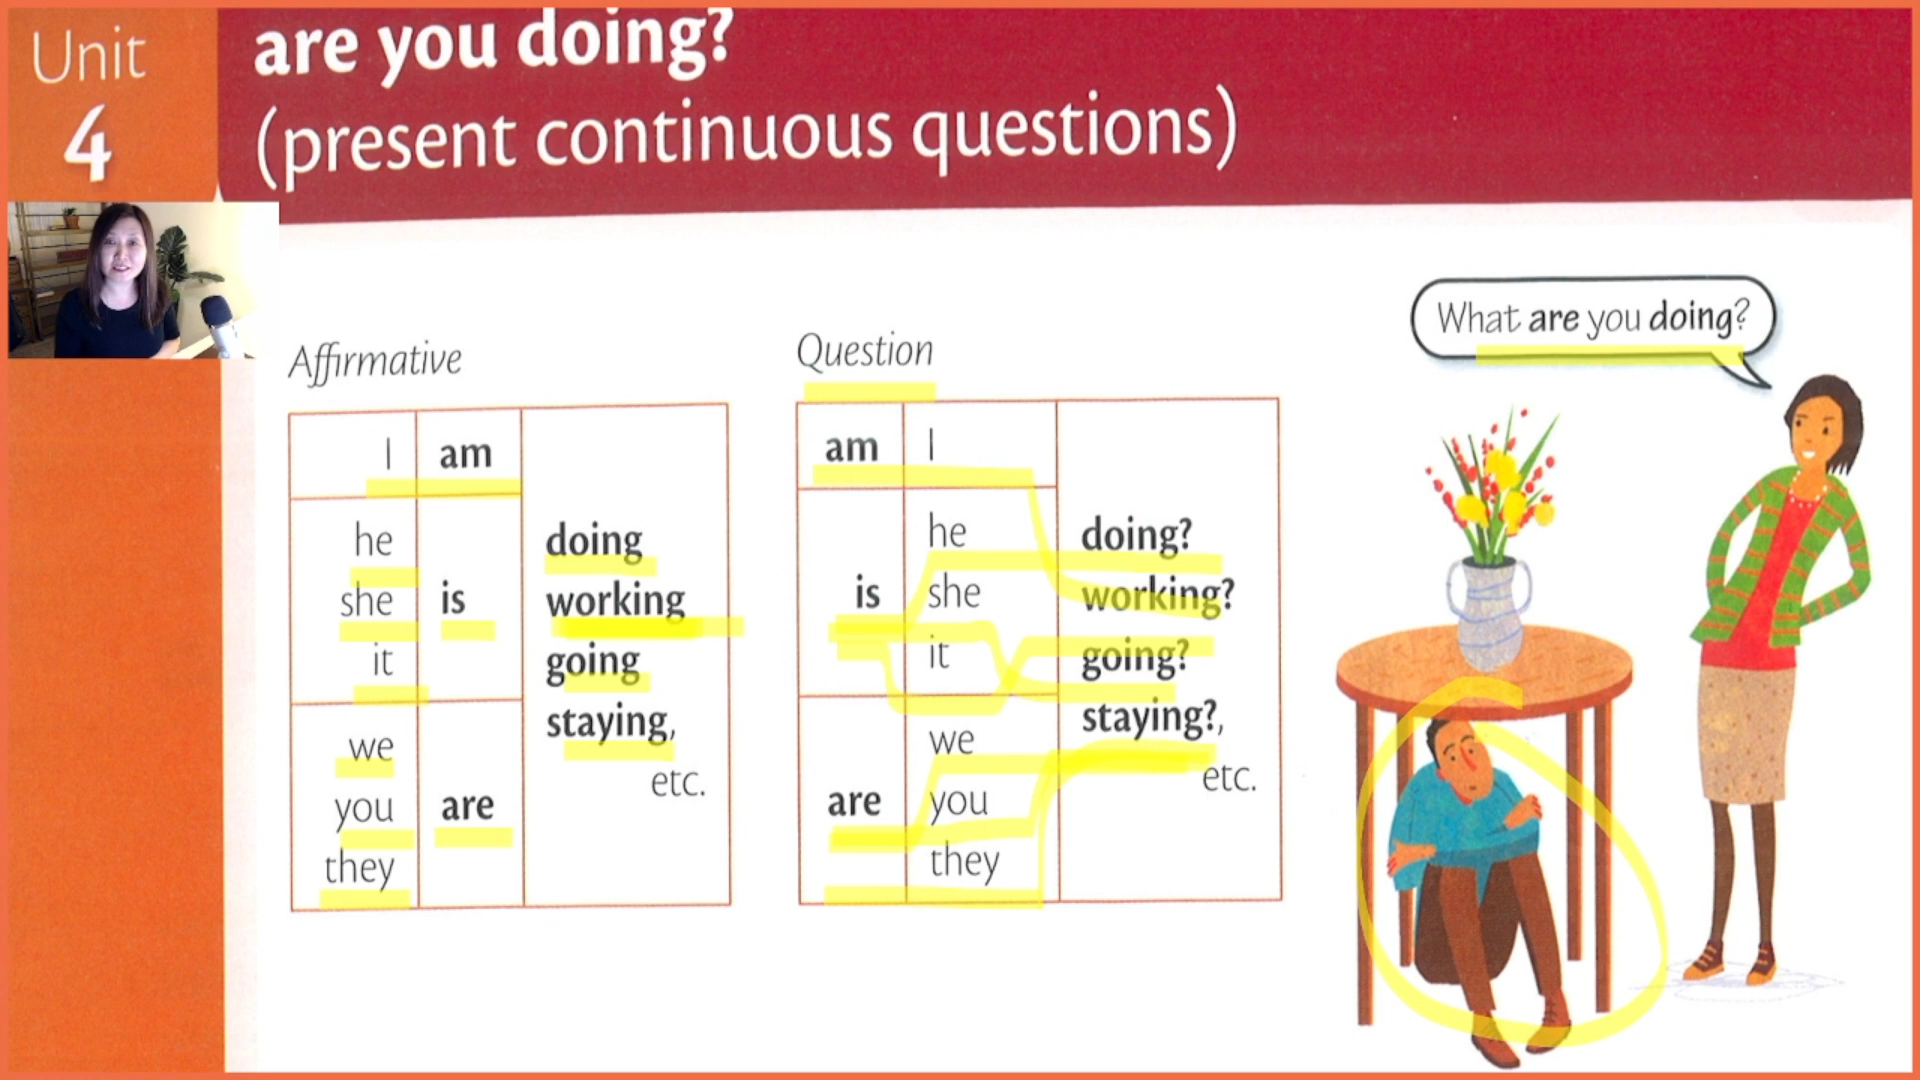 Unit
4
are you doing?
(present continuous questions)
What are you doing?
Affirmative
I am
he
she is
it
we
you are
they
doing
working
going
staying,
etc.
Question
am I
he
is she
it
we
are you
they
doing?
working?
going?
staying?,
etc.